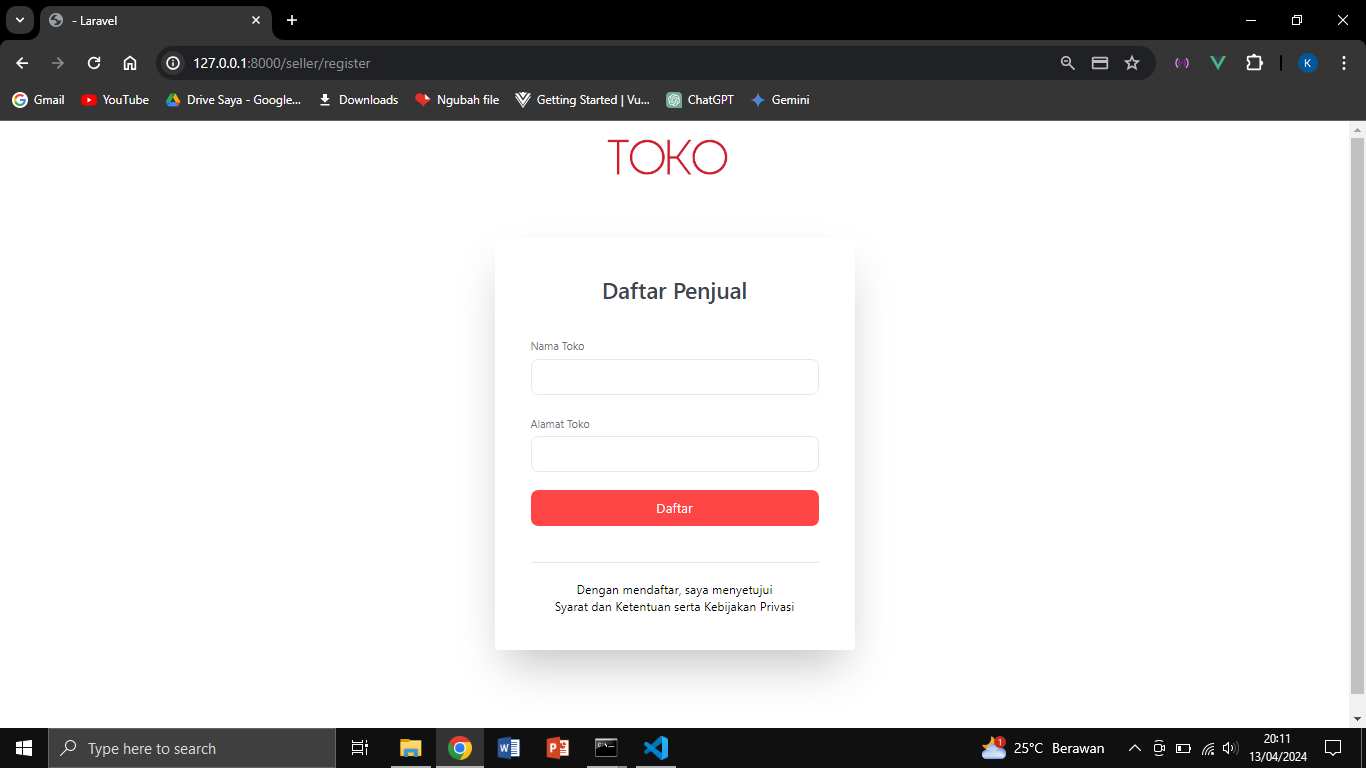 - Laravel
127.0.0.1:8000/seller/register
K
Gmail
YouTube
Drive Saya - Google...
Downloads
Ngubah file
Getting Started | Vu...
ChatGPT
Gemini
TOKO
Daftar Penjual
Nama Toko
Alamat Toko
Daftar
Dengan mendaftar, saya menyetujui
Syarat dan Ketentuan serta Kebijakan Privasi
Type here to search
1
25°C Berawan
20:11
13/04/2024